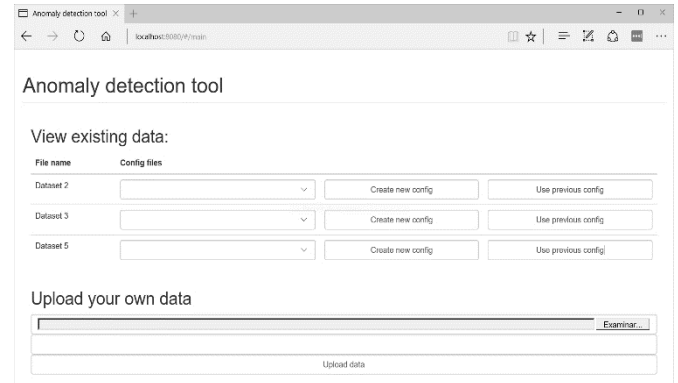 Anomaly detection tool
localhost:8080/#/main
Anomaly detection tool
View existing data:
File name Config files
Dataset 2 Create new config Use previous config
Dataset 3 Create new config Use previous config
Dataset 5 Create new config Use previous config
Upload your own data
Examinar...
Upload data